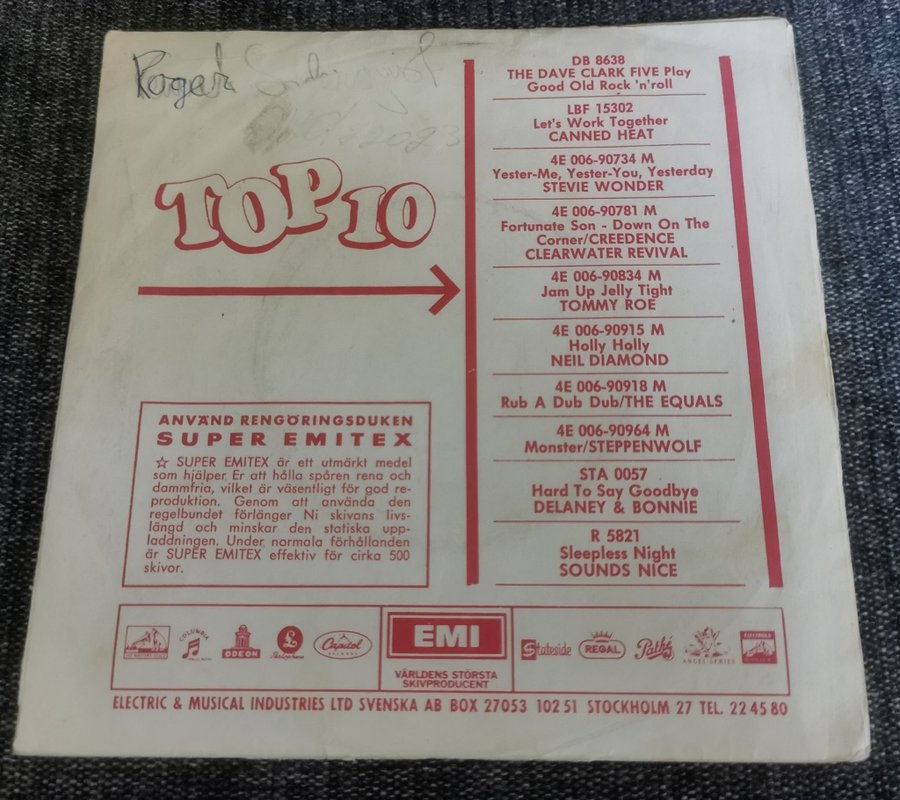 Roger
TOP 10
DB 8638
THE DAVE CLARK FIVE Play
Good Old Rock 'n'roll
LBF 15302
Let's Work Together
CANNED HEAT
4E 006-90734 M
Yester-Me, Yester-You, Yesterday
STEVIE WONDER
4E 006-90781 M
Fortunate Son - Down On The
Corner/CREEDENCE
CLEARWATER REVIVAL
4E 006-90834 M
Jam Up Jelly Tight
TOMMY ROE
4E 006-90915 M
Holly Holly
NEIL DIAMOND
4E 006-90918 M
Rub A Dub Dub/THE EQUALS
4E 006-90964 M
Monster/STEPPENWOLF
STA 0057
Hard To Say Goodbye
DELANEY & BONNIE
R 5821
Sleepless Night
SOUNDS NICE
ANVÄND RENGÖRINGSDUKEN
SUPER EMITEX
☆ SUPER EMITEX är ett utmärkt medel
som hjälper Er att hålla spåren rena och
dammfria, vilket är väsentligt för god re-
produktion. Genom att använda den
regelbundet förlänger Ni skivans livs-
längd och minskar den statiska upp-
laddningen. Under normala förhållanden
är SUPER EMITEX effektiv för cirka 500
skivor.
COLUMBIA
ODEON
Parlophone
Capitol
RECORDS
EMI
VÄRLDENS STÖRSTA
SKIVPRODUCENT
Stateside
REGAL
Pathé
ANGEL SERIES
ELECTROLA
ELECTRIC & MUSICAL INDUSTRIES LTD SVENSKA AB BOX 27053 102 51 STOCKHOLM 27 TEL. 22 45 80